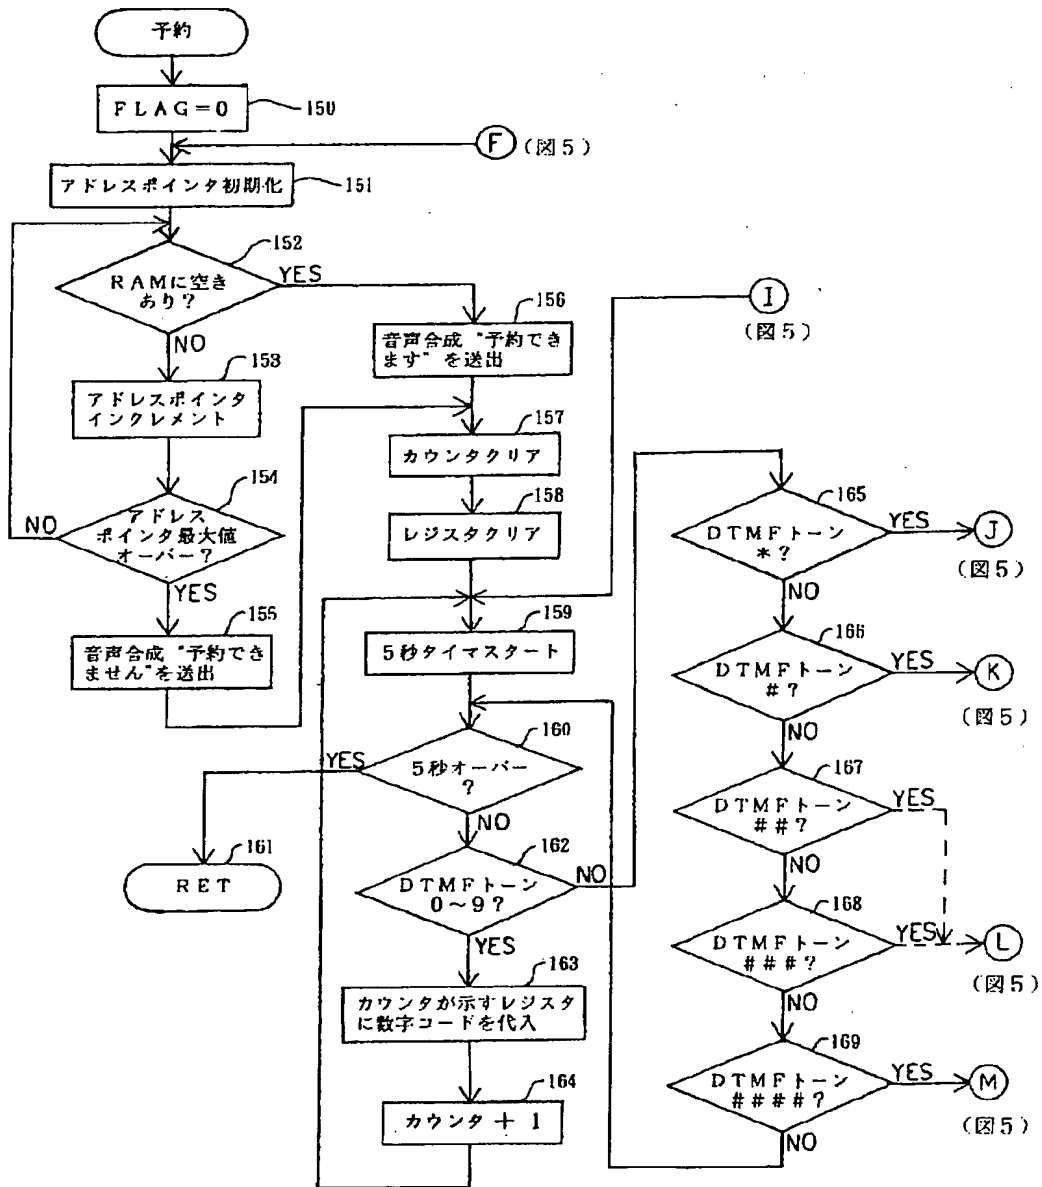 予約
FLAG=0
150
F
(図5)
アドレスポインタ初期化
151
152
RAMに空き
あり?
YES
NO
153
アドレスポインタ
インクレメント
154
アドレス
ポインタ最大値
オーバー?
NO
YES
155
音声合成“予約でき
ません”を送出
156
音声合成“予約でき
ます”を送出
I
(図5)
157
カウンタクリア
158
レジスタクリア
159
5秒タイマスタート
160
5秒オーバー
?
YES
NO
161
RET
162
DTMFトーン
0~9?
NO
YES
163
カウンタが示すレジスタ
に数字コードを代入
164
カウンタ+1
165
DTMFトーン
*?
YES
J
(図5)
NO
166
DTMFトーン
#?
YES
K
(図5)
NO
167
DTMFトーン
##?
YES
NO
168
DTMFトーン
###?
YES
L
(図5)
NO
169
DTMFトーン
####?
YES
M
(図5)
NO